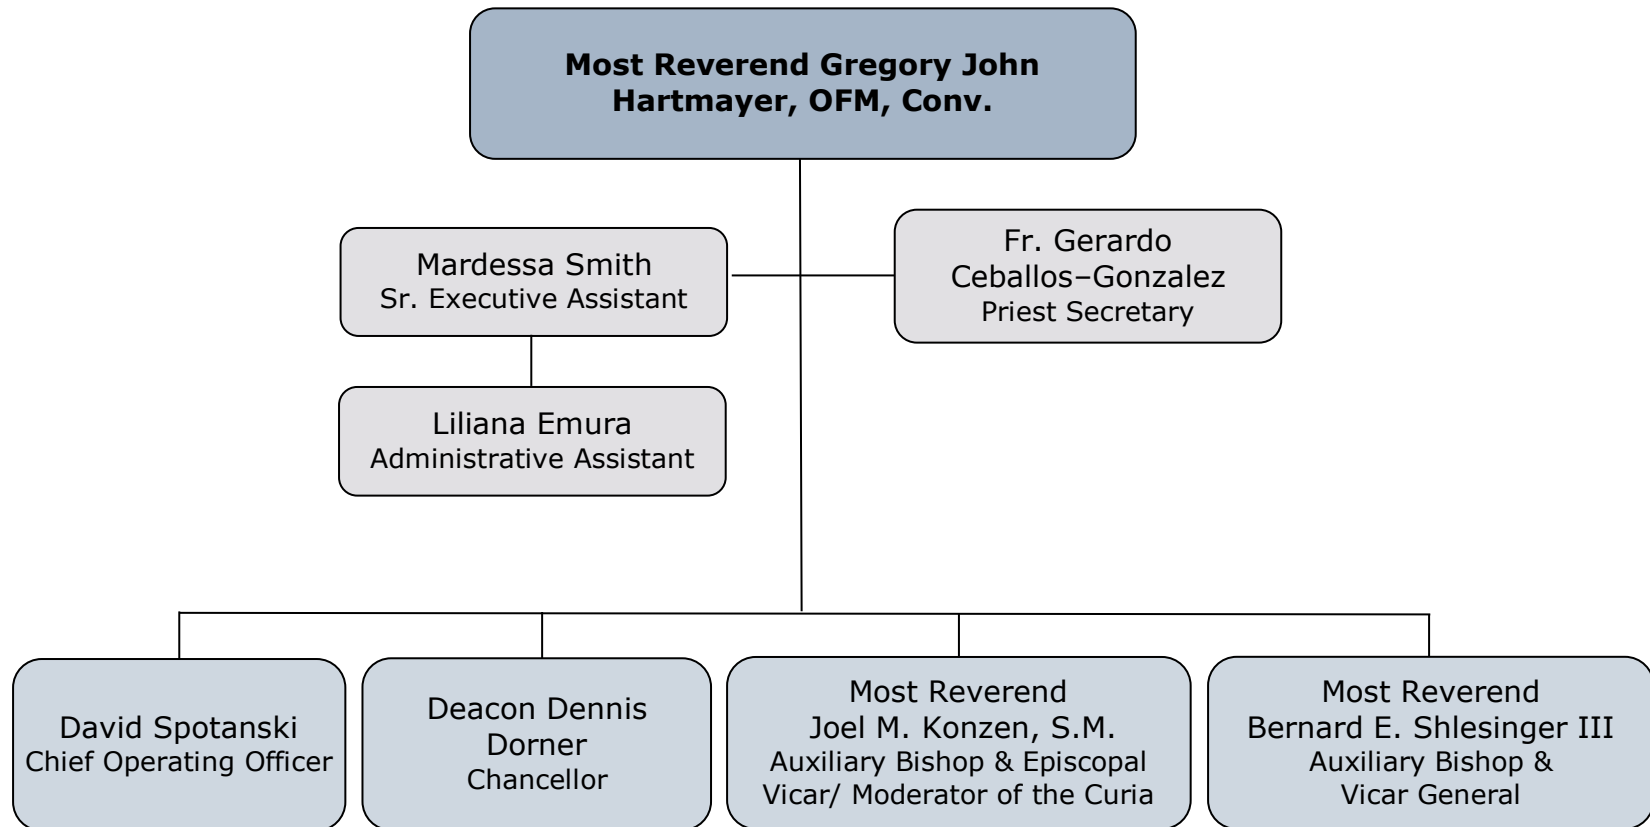 Most Reverend Gregory John
Hartmayer, OFM, Conv.
Mardessa Smith
Sr. Executive Assistant
Fr. Gerardo
Ceballos–Gonzalez
Priest Secretary
Liliana Emura
Administrative Assistant
David Spotanski
Chief Operating Officer
Deacon Dennis
Dorner
Chancellor
Most Reverend
Joel M. Konzen, S.M.
Auxiliary Bishop & Episcopal
Vicar/ Moderator of the Curia
Most Reverend
Bernard E. Shlesinger III
Auxiliary Bishop &
Vicar General